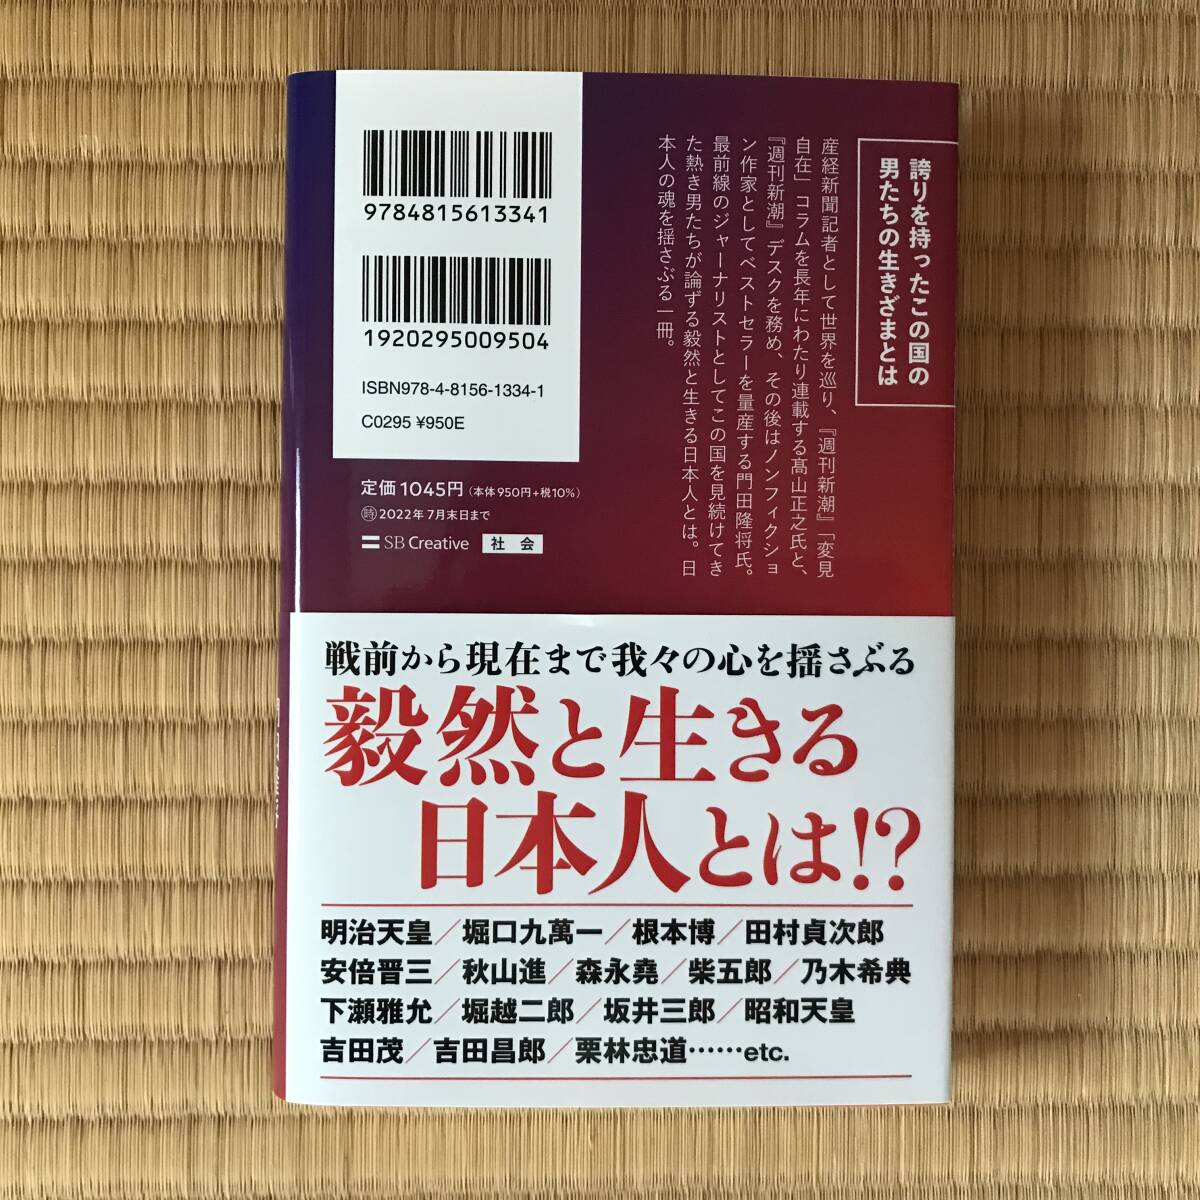 誇りを持ったこの国の
男たちの生きざまとは
産経新聞記者として世界を巡り、『週刊新潮』「変見
自在」コラムを長年にわたり連載する髙山正之氏と、
『週刊新潮』デスクを務め、その後はノンフィクショ
ン作家としてベストセラーを量産する門田隆将氏。
最前線のジャーナリストとしてこの国を見続けてき
た熱き男たちが論ずる毅然と生きる日本人とは。日
本人の魂を揺さぶる一冊。
9784815613341
1920295009504
ISBN978-4-8156-1334-1
C0295 ¥950E
定価1045円(本体950円+税10%)
時2022年7月末日まで
SB Creative 社会
戦前から現在まで我々の心を揺さぶる
毅然と生きる
日本人とは!?
明治天皇/堀口九萬一/根本博/田村貞次郎
安倍晋三/秋山進/森永堯/柴五郎/乃木希典
下瀬雅允/堀越二郎/坂井三郎/昭和天皇
吉田茂/吉田昌郎/栗林忠道……etc.